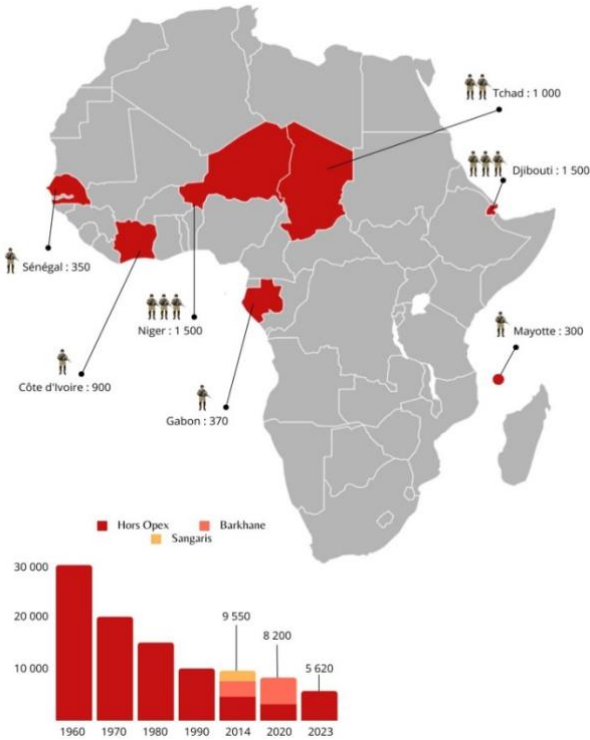 Tchad : 1 000
Djibouti : 1 500
Sénégal : 350
Niger : 1 500
Mayotte : 300
Côte d'Ivoire : 900
Gabon : 370
Hors Opex
Barkhane
Sangaris
30 000
20 000
10 000
9 550
8 200
5 620
1960
1970
1980
1990
2014
2020
2023